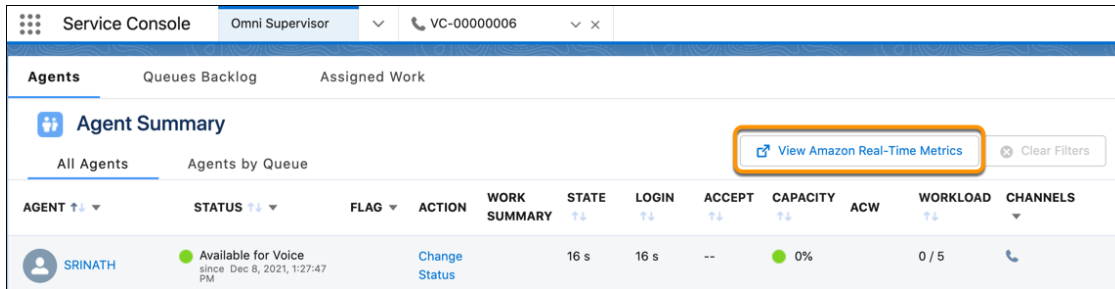 Service Console
Omni Supervisor
VC-00000006
Agents
Queues Backlog
Assigned Work
Agent Summary
View Amazon Real-Time Metrics
Clear Filters
All Agents
Agents by Queue
AGENT
STATUS
FLAG
ACTION
WORK
SUMMARY
STATE
LOGIN
ACCEPT
CAPACITY
ACW
WORKLOAD
CHANNELS
SRINATH
Available for Voice
since Dec 8, 2021, 1:27:47
PM
Change
Status
16 s
16 s
--
0%
0 / 5